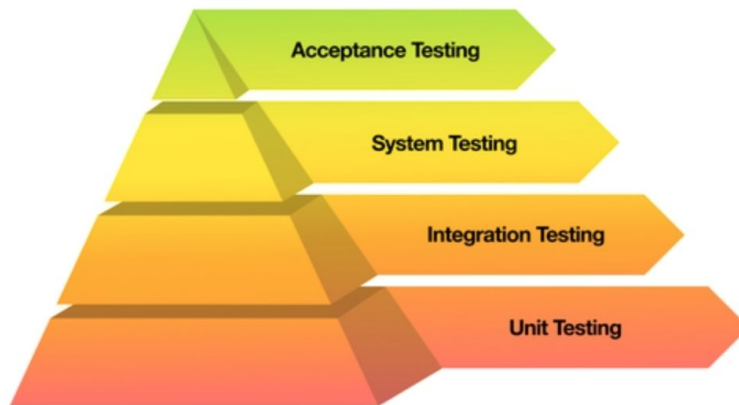 Acceptance Testing
System Testing
Integration Testing
Unit Testing